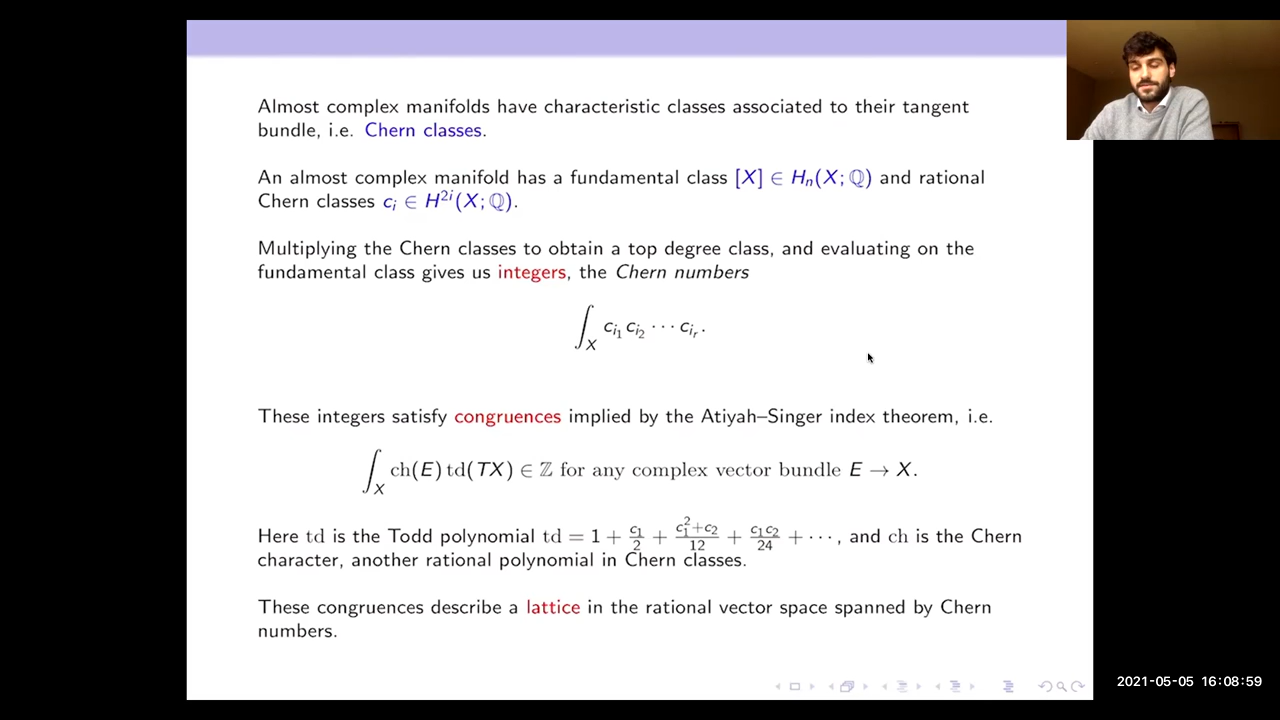 Almost complex manifolds have characteristic classes associated to their tangent
bundle, i.e. Chern classes.
An almost complex manifold has a fundamental class [X] ∈ Hₙ(X; ℚ) and rational
Chern classes cᵢ ∈ H²ⁱ(X; ℚ).
Multiplying the Chern classes to obtain a top degree class, and evaluating on the
fundamental class gives us integers, the Chern numbers
∫_X c_{i_1} c_{i_2} ··· c_{i_r}.
These integers satisfy congruences implied by the Atiyah–Singer index theorem, i.e.
∫_X ch(E) td(TX) ∈ ℤ for any complex vector bundle E → X.
Here td is the Todd polynomial td = 1 + c_1/2 + (c_1^2+c_2)/12 + c_1c_2/24 + ···, and ch is the Chern
character, another rational polynomial in Chern classes.
These congruences describe a lattice in the rational vector space spanned by Chern
numbers.
2021-05-05 16:08:59